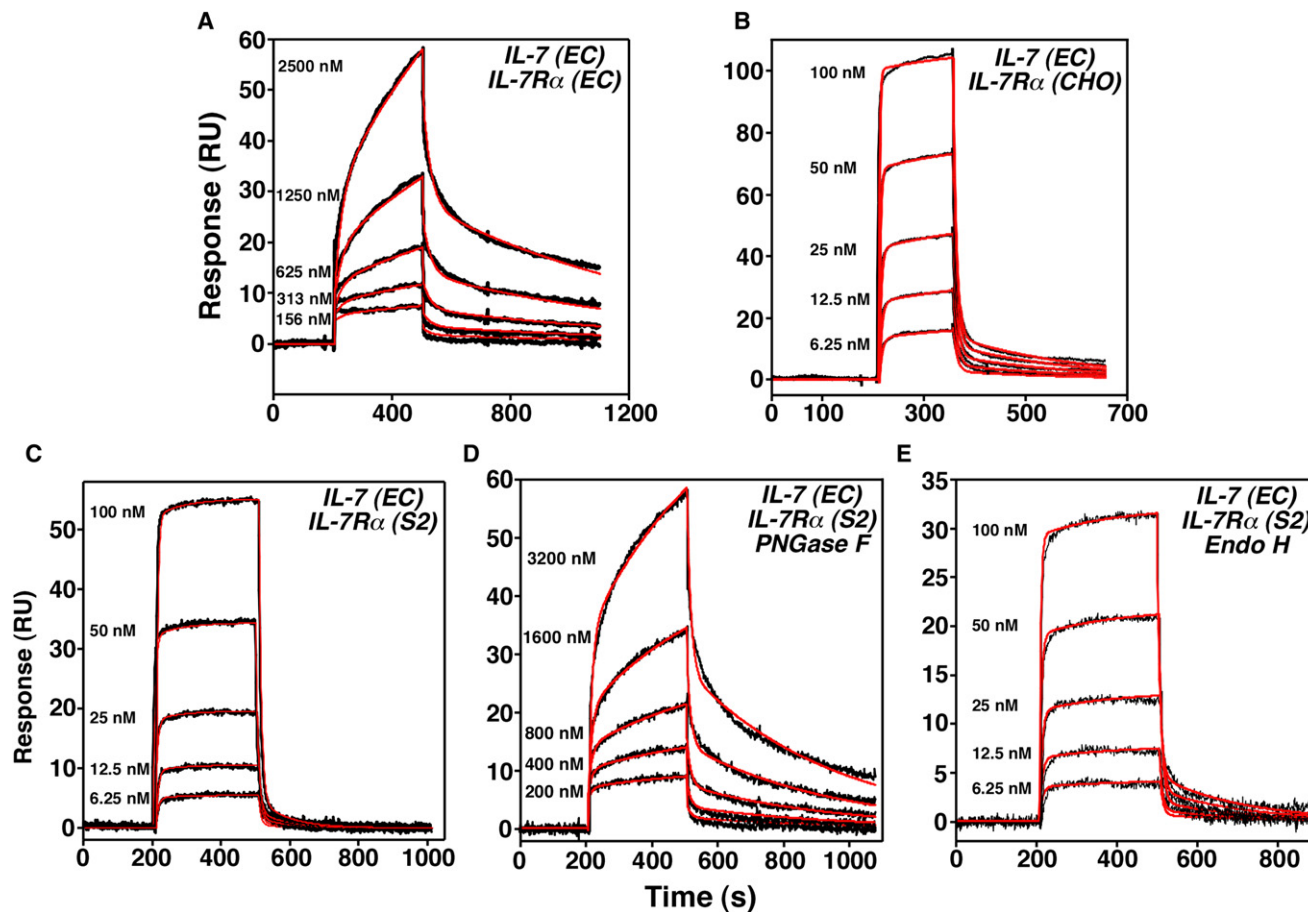 A
IL-7 (EC)
IL-7Rα (EC)
60
50
40
30
20
10
0
2500 nM
1250 nM
625 nM
313 nM
156 nM
0 400 800 1200
Response (RU)
B
IL-7 (EC)
IL-7Rα (CHO)
100
80
60
40
20
0
100 nM
50 nM
25 nM
12.5 nM
6.25 nM
0 100 300 500 700
C
IL-7 (EC)
IL-7Rα (S2)
50
40
30
20
10
0
100 nM
50 nM
25 nM
12.5 nM
6.25 nM
0 200 400 600 800 1000
Response (RU)
D
IL-7 (EC)
IL-7Rα (S2)
PNGase F
60
50
40
30
20
10
0
3200 nM
1600 nM
800 nM
400 nM
200 nM
0 200 400 600 800 1000
E
IL-7 (EC)
IL-7Rα (S2)
Endo H
35
30
25
20
15
10
5
0
100 nM
50 nM
25 nM
12.5 nM
6.25 nM
0 200 400 600 800
Time (s)